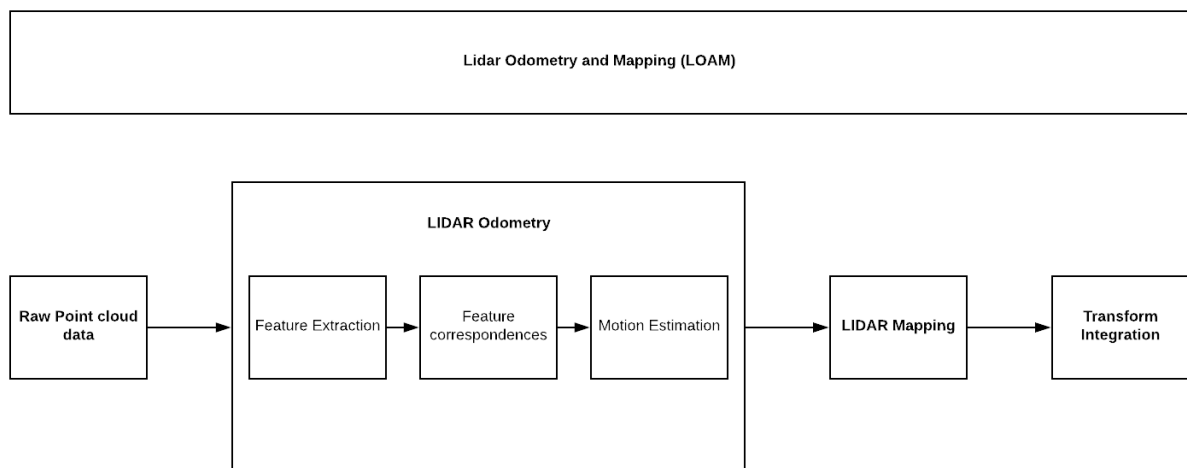 Lidar Odometry and Mapping (LOAM)
LIDAR Odometry
Raw Point cloud
data
Feature Extraction
Feature
correspondences
Motion Estimation
LIDAR Mapping
Transform
Integration